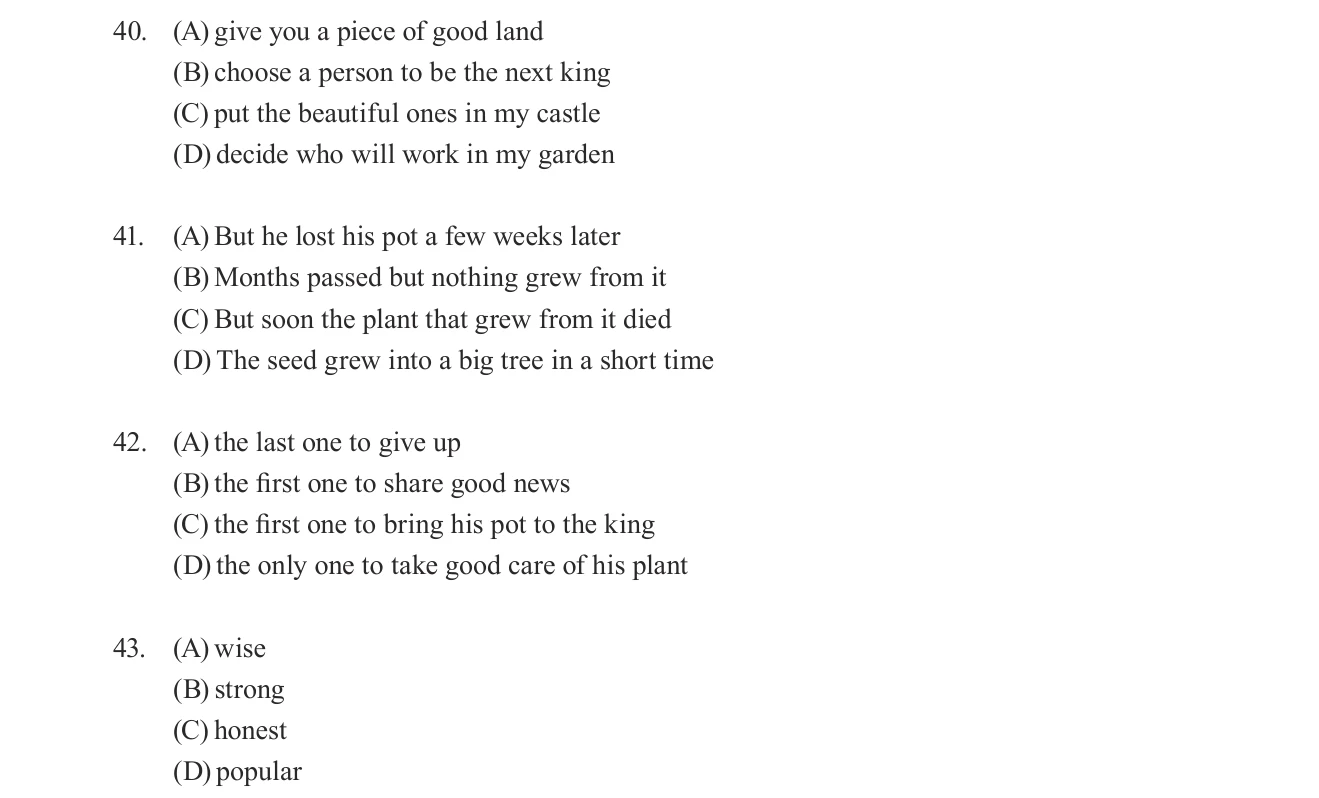 40. (A) give you a piece of good land
(B) choose a person to be the next king
(C) put the beautiful ones in my castle
(D) decide who will work in my garden
41. (A) But he lost his pot a few weeks later
(B) Months passed but nothing grew from it
(C) But soon the plant that grew from it died
(D) The seed grew into a big tree in a short time
42. (A) the last one to give up
(B) the first one to share good news
(C) the first one to bring his pot to the king
(D) the only one to take good care of his plant
43. (A) wise
(B) strong
(C) honest
(D) popular